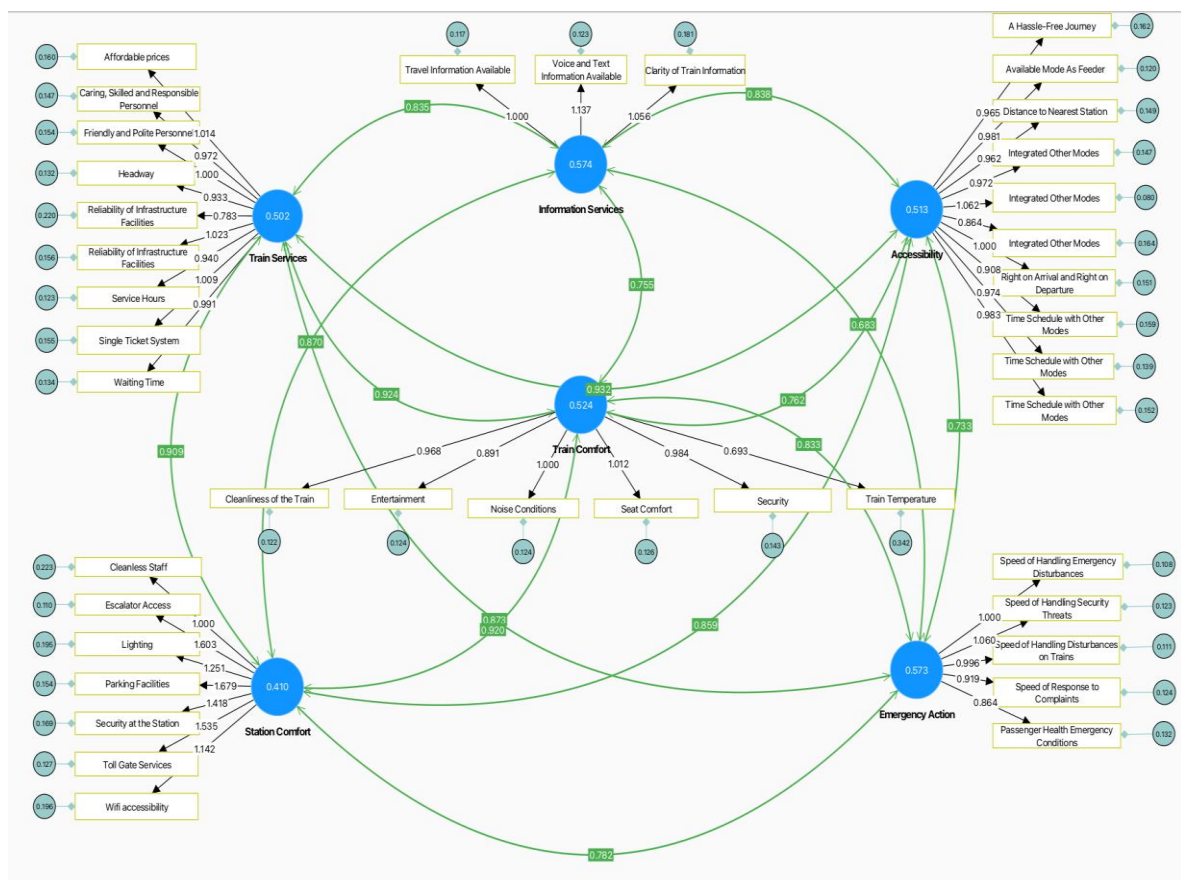 0.160
Affordable prices
0.147
Caring, Skilled and Responsible
Personnel
0.154
Friendly and Polite Personnel
0.132
Headway
0.220
Reliability of Infrastructure
Facilities
0.156
Reliability of Infrastructure
Facilities
0.123
Service Hours
0.155
Single Ticket System
0.134
Waiting Time
1.014
0.972
1.000
0.933
0.783
1.023
0.940
1.009
0.991
0.502
Train Services
0.117
Travel Information Available
0.123
Voice and Text
Information Available
0.181
Clarity of Train Information
1.000
1.137
1.056
0.574
Information Services
0.835
0.838
A Hassle-Free Journey
0.162
Available Mode As Feeder
0.120
Distance to Nearest Station
0.149
Integrated Other Modes
0.147
Integrated Other Modes
0.080
Integrated Other Modes
0.164
Right on Arrival and Right on
Departure
0.151
Time Schedule with Other
Modes
0.159
Time Schedule with Other
Modes
0.139
Time Schedule with Other
Modes
0.152
0.965
0.981
0.962
0.972
1.062
0.864
1.000
0.908
0.974
0.983
0.513
Accessibility
0.755
0.870
0.683
0.924
0.932
0.762
0.909
0.833
0.733
0.524
Train Comfort
0.968
0.891
1.000
1.012
0.984
0.693
Cleanliness of the Train
Entertainment
Noise Conditions
Seat Comfort
Security
Train Temperature
0.122
0.124
0.124
0.126
0.143
0.342
0.873
0.920
0.859
0.223
Cleanless Staff
0.110
Escalator Access
0.195
Lighting
0.154
Parking Facilities
0.169
Security at the Station
0.127
Toll Gate Services
0.196
Wifi accessibility
1.000
1.603
1.251
1.679
1.418
1.535
1.142
0.410
Station Comfort
Speed of Handling Emergency
Disturbances
0.108
Speed of Handling Security
Threats
0.123
Speed of Handling Disturbances
on Trains
0.111
Speed of Response to
Complaints
0.124
Passenger Health Emergency
Conditions
0.132
1.000
1.060
0.996
0.919
0.864
0.573
Emergency Action
0.782